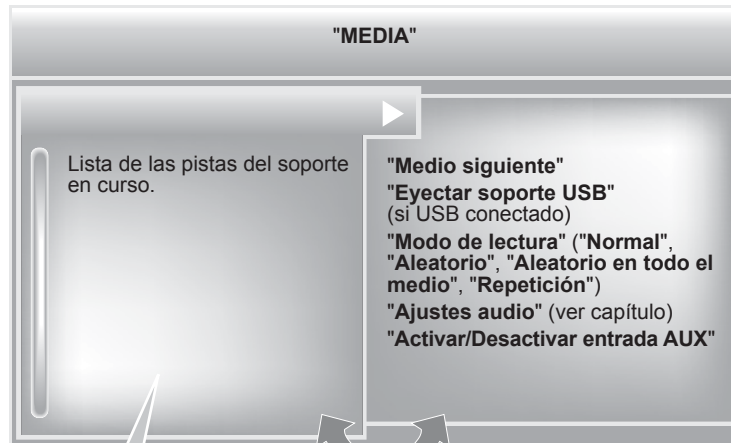 "MEDIA"
Lista de las pistas del soporte
en curso.
"Medio siguiente"
"Eyectar soporte USB"
(si USB conectado)
"Modo de lectura" ("Normal",
"Aleatorio", "Aleatorio en todo el
medio", "Repetición")
"Ajustes audio" (ver capítulo)
"Activar/Desactivar entrada AUX"